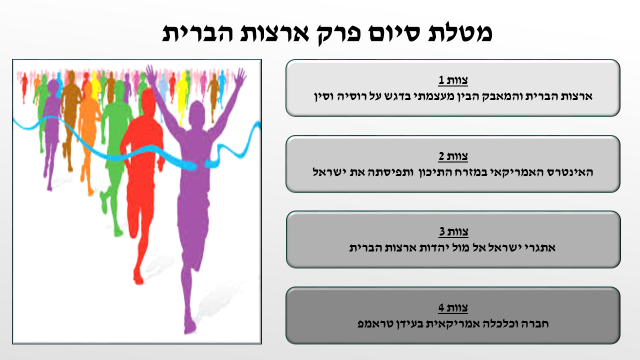 מטלת סיום פרק ארצות הברית
צוות 1
ארצות הברית והמאבק הבין מעצמתי בדגש על רוסיה וסין
צוות 2
האינטרס האמריקאי במזרח התיכון ותפיסתה את ישראל
צוות 3
אתגרי ישראל אל מול יהדות ארצות הברית
צוות 4
חברה וכלכלה אמריקאית בעידן טראמפ